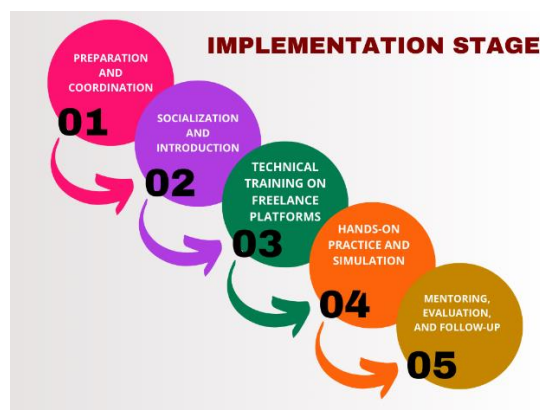 IMPLEMENTATION STAGE
PREPARATION
AND
COORDINATION
01
SOCIALIZATION
AND
INTRODUCTION
02
TECHNICAL
TRAINING ON
FREELANCE
PLATFORMS
03
HANDS-ON
PRACTICE AND
SIMULATION
04
MENTORING,
EVALUATION,
AND FOLLOW-UP
05